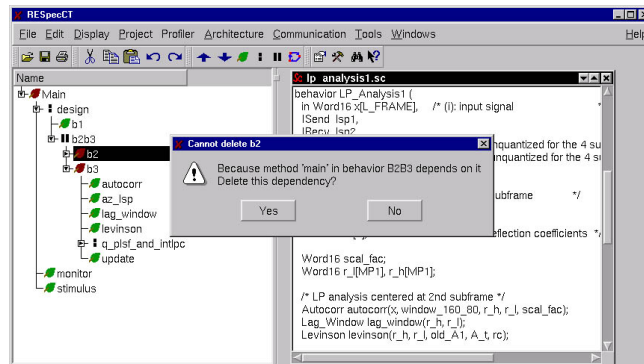 RESpecCT
File Edit Display Project Profiler Architecture Communication Tools Windows Help
Name
Main
design
b1
b2b3
b2
b3
autocorr
az_lsp
lag_window
levinson
q_plsf_and_intlpc
update
monitor
stimulus
lp_analysis1.sc
behavior LP_Analysis1 (
in Word16 x[L_FRAME], /* (i): input signal
ISend lsp1,
IRecv lsp2
nquantized for the 4 su
nquantized for the 4 su
subframe */
eflection coefficients */
Word16 scal_fac;
Word16 r_l[MP1], r_h[MP1];
/* LP analysis centered at 2nd subframe */
Autocorr autocorr(x, window_160_80, r_h, r_l, scal_fac);
Lag_Window lag_window(r_h, r_l);
Levinson levinson(r_h, r_l, old_A1, A_t, rc);
Cannot delete b2
Because method 'main' in behavior B2B3 depends on it
Delete this dependency?
Yes No